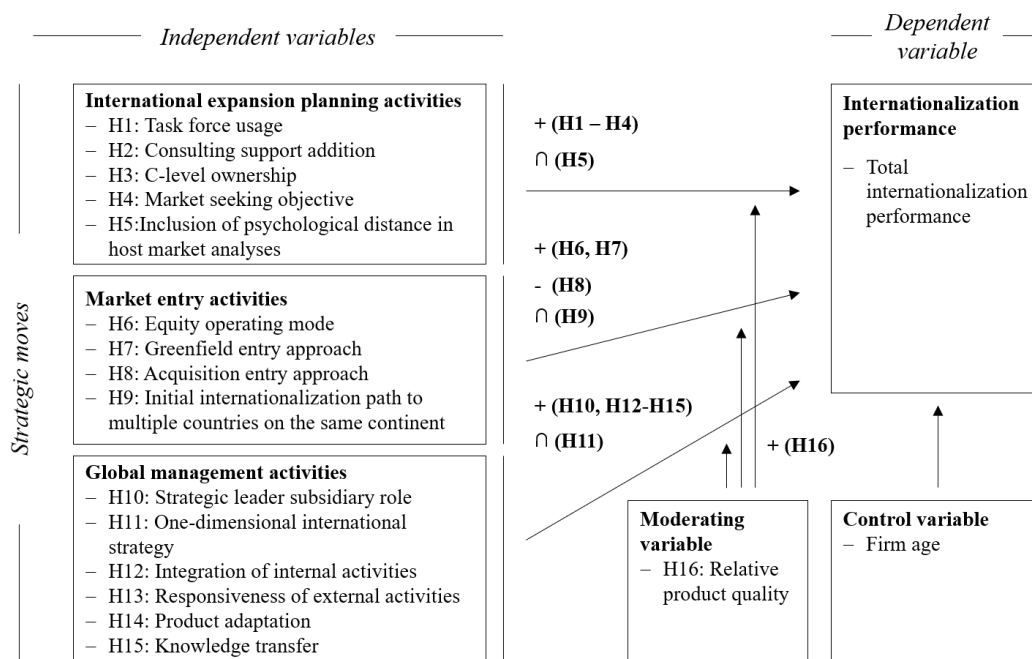 Independent variables
Dependent
variable
Strategic moves
International expansion planning activities
– H1: Task force usage
– H2: Consulting support addition
– H3: C-level ownership
– H4: Market seeking objective
– H5:Inclusion of psychological distance in
host market analyses
Market entry activities
– H6: Equity operating mode
– H7: Greenfield entry approach
– H8: Acquisition entry approach
– H9: Initial internationalization path to
multiple countries on the same continent
Global management activities
– H10: Strategic leader subsidiary role
– H11: One-dimensional international
strategy
– H12: Integration of internal activities
– H13: Responsiveness of external activities
– H14: Product adaptation
– H15: Knowledge transfer
+ (H1 – H4)
∩ (H5)
+ (H6, H7)
- (H8)
∩ (H9)
+ (H10, H12-H15)
∩ (H11)
+ (H16)
Internationalization
performance
– Total
internationalization
performance
Moderating
variable
– H16: Relative
product quality
Control variable
– Firm age